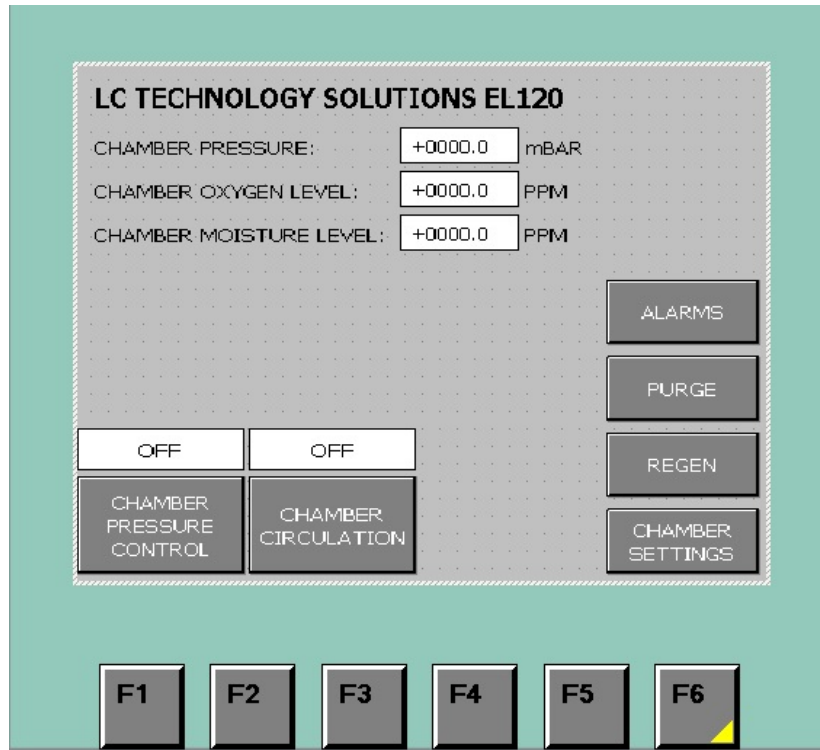 LC TECHNOLOGY SOLUTIONS EL120
CHAMBER PRESSURE: +0000.0 mBAR
CHAMBER OXYGEN LEVEL: +0000.0 PPM
CHAMBER MOISTURE LEVEL: +0000.0 PPM
ALARMS
PURGE
REGEN
CHAMBER
SETTINGS
OFF
CHAMBER
PRESSURE
CONTROL
OFF
CHAMBER
CIRCULATION
F1 F2 F3 F4 F5 F6